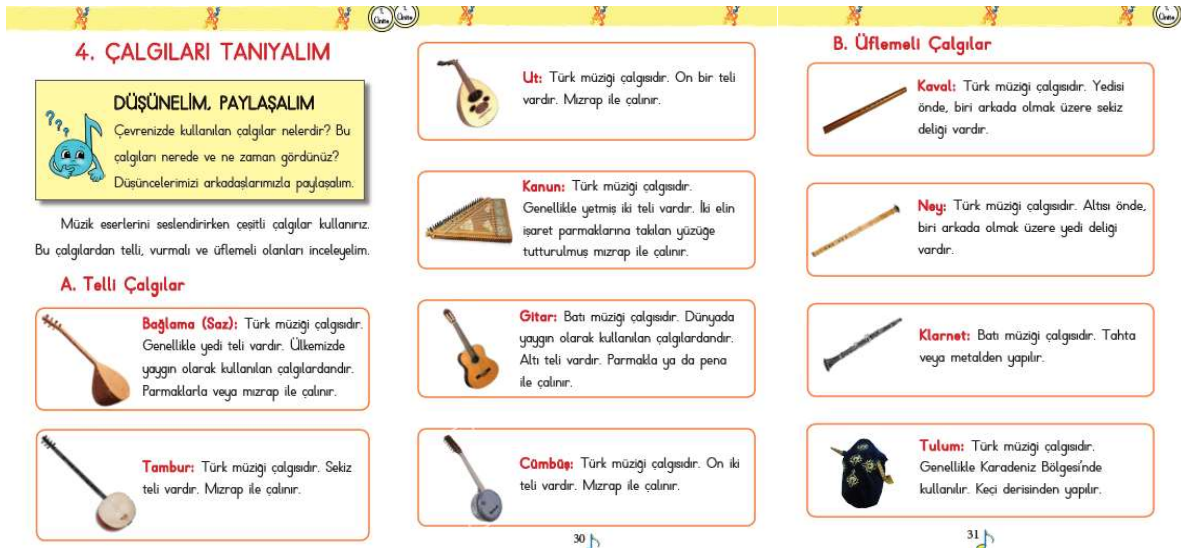 Ünite
4. ÇALGILARI TANIYALIM
DÜŞÜNELİM, PAYLAŞALIM
Çevrenizde kullanılan çalgılar nelerdir? Bu
çalgıları nerede ve ne zaman gördünüz?
Düşüncelerimizi arkadaşlarımızla paylaşalım.
Müzik eserlerini seslendirirken çeşitli çalgılar kullanırız.
Bu çalgılardan telli, vurmalı ve üflemeli olanları inceleyelim.
A. Telli Çalgılar
Bağlama (Saz): Türk müziği çalgısıdır.
Genellikle yedi teli vardır. Ülkemizde
yaygın olarak kullanılan çalgılardandır.
Parmaklarla veya mızrap ile çalınır.
Tambur: Türk müziği çalgısıdır. Sekiz
teli vardır. Mızrap ile çalınır.
Ünite
Ut: Türk müziği çalgısıdır. On bir teli
vardır. Mızrap ile çalınır.
Kanun: Türk müziği çalgısıdır.
Genellikle yetmiş iki teli vardır. İki elin
işaret parmaklarına takılan yüzüğe
tutturulmuş mızrap ile çalınır.
Gitar: Batı müziği çalgısıdır. Dünyada
yaygın olarak kullanılan çalgılardandır.
Altı teli vardır. Parmakla ya da pena
ile çalınır.
Cümbüş: Türk müziği çalgısıdır. On iki
teli vardır. Mızrap ile çalınır.
30
Ünite
B. Üflemeli Çalgılar
Kaval: Türk müziği çalgısıdır. Yedisi
önde, biri arkada olmak üzere sekiz
deliği vardır.
Ney: Türk müziği çalgısıdır. Altısı önde,
biri arkada olmak üzere yedi deliği
vardır.
Klarnet: Batı müziği çalgısıdır. Tahta
veya metalden yapılır.
Tulum: Türk müziği çalgısıdır.
Genellikle Karadeniz Bölgesi'nde
kullanılır. Keçi derisinden yapılır.
31